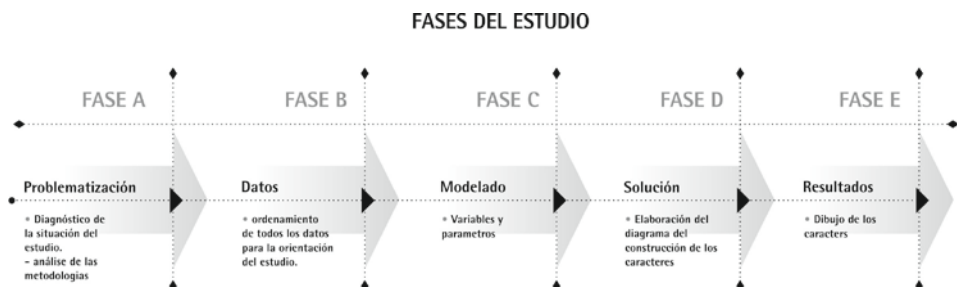 FASES DEL ESTUDIO
FASE A
FASE B
FASE C
FASE D
FASE E
Problematización
• Diagnóstico de
la situación del
estudio.
- análise de las
metodologias
Datos
• ordenamiento
de todos los datos
para la orientación
del estudio.
Modelado
• Variables y
parametros
Solución
• Elaboración del
diagrama del
construcción de los
caracteres
Resultados
• Dibujo de los
caracters